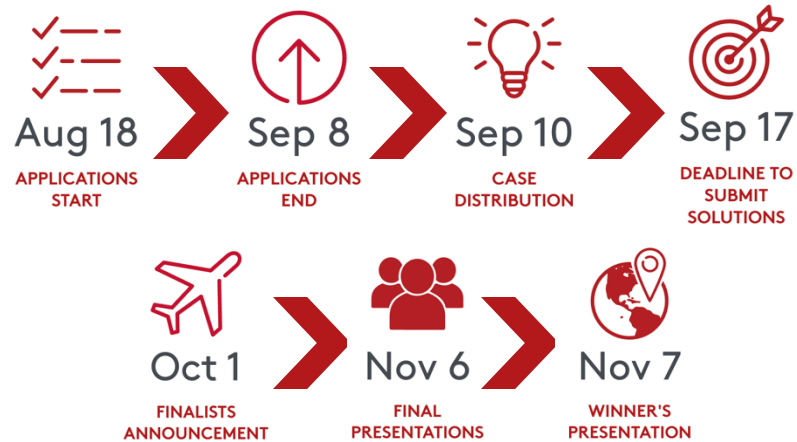 Aug 18
Sep 8
Sep 10
Sep 17
APPLICATIONS
START
APPLICATIONS
END
CASE
DISTRIBUTION
DEADLINE TO
SUBMIT
SOLUTIONS
Oct 1
Nov 6
Nov 7
FINALISTS
ANNOUNCEMENT
FINAL
PRESENTATIONS
WINNER'S
PRESENTATION